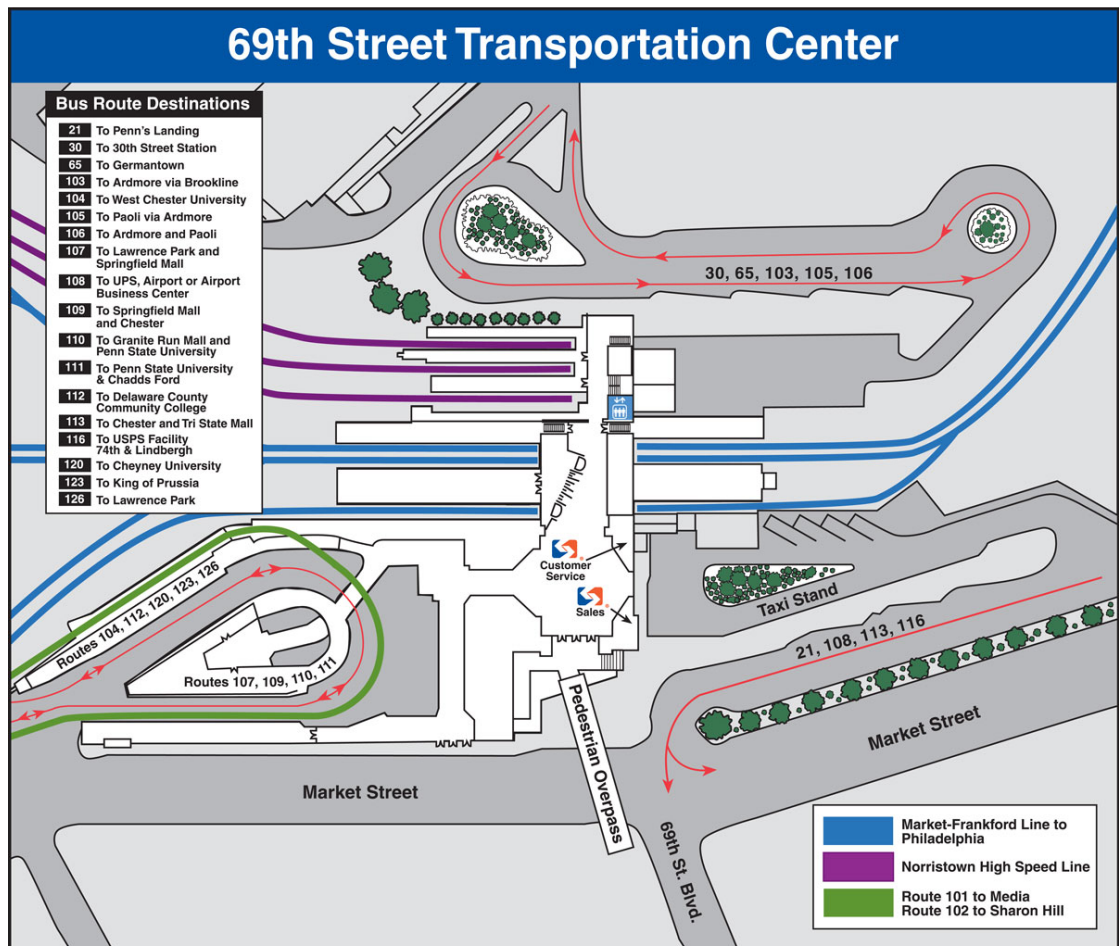 69th Street Transportation Center
Bus Route Destinations
21 To Penn's Landing
30 To 30th Street Station
65 To Germantown
103 To Ardmore via Brookline
104 To West Chester University
105 To Paoli via Ardmore
106 To Ardmore and Paoli
107 To Lawrence Park and
Springfield Mall
108 To UPS, Airport or Airport
Business Center
109 To Springfield Mall
and Chester
110 To Granite Run Mall and
Penn State University
111 To Penn State University
& Chadds Ford
112 To Delaware County
Community College
113 To Chester and Tri State Mall
116 To USPS Facility
74th & Lindbergh
120 To Cheyney University
123 To King of Prussia
126 To Lawrence Park
30, 65, 103, 105, 106
Customer
Service
Sales
Taxi Stand
Routes 104, 112, 120, 123, 126
Routes 107, 109, 110, 111
21, 108, 113, 116
Pedestrian Overpass
Market Street
Market Street
69th St. Blvd.
Market-Frankford Line to
Philadelphia
Norristown High Speed Line
Route 101 to Media
Route 102 to Sharon Hill